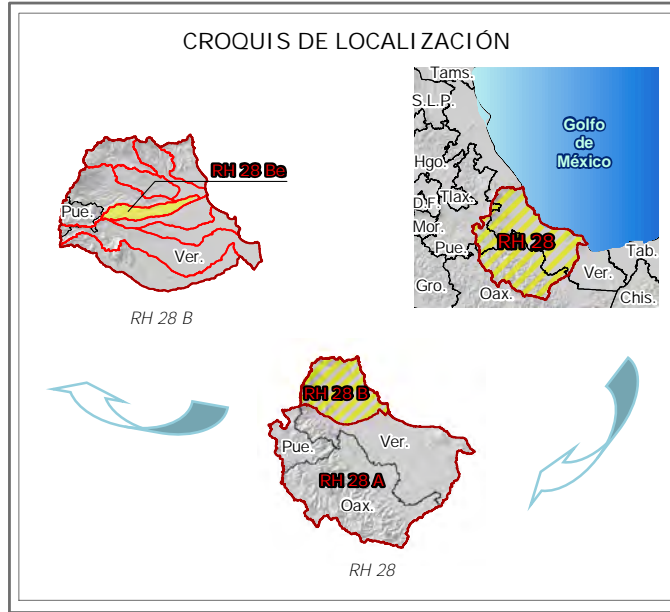 CROQUIS DE LOCALIZACIÓN
RH 28 Be
Pue.
Ver.
RH 28 B
Tams.
S.L.P.
Golfo
de
México
Hgo.
Tlax.
D.F.
Mor.
RH 28
Pue.
Tab.
Ver.
Gro.
Oax.
Chis.
RH 28 B
Ver.
Pue.
RH 28 A
Oax.
RH 28